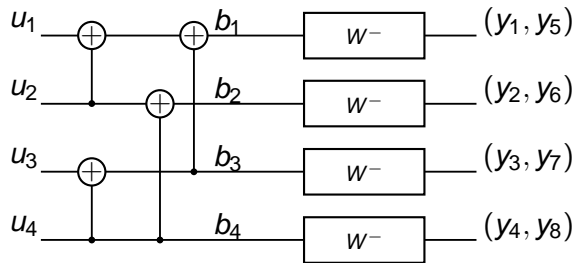 u₁ b₁ W⁻ (y₁, y₅)
u₂ b₂ W⁻ (y₂, y₆)
u₃ b₃ W⁻ (y₃, y₇)
u₄ b₄ W⁻ (y₄, y₈)